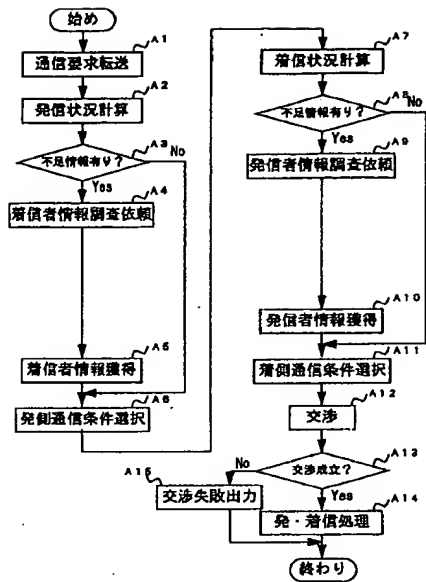 始め
A1
通信要求転送
A2
発信状況計算
A3
不足情報有り?
No
Yes
A4
着信者情報調査依頼
A5
着信者情報獲得
A6
発側通信条件選択
A7
着信状況計算
A8
不足情報有り?
No
Yes
A9
発信者情報調査依頼
A10
発信者情報獲得
A11
着側通信条件選択
A12
交渉
A13
交渉成立?
No
Yes
A15
交渉失敗出力
A14
発・着信処理
終わり